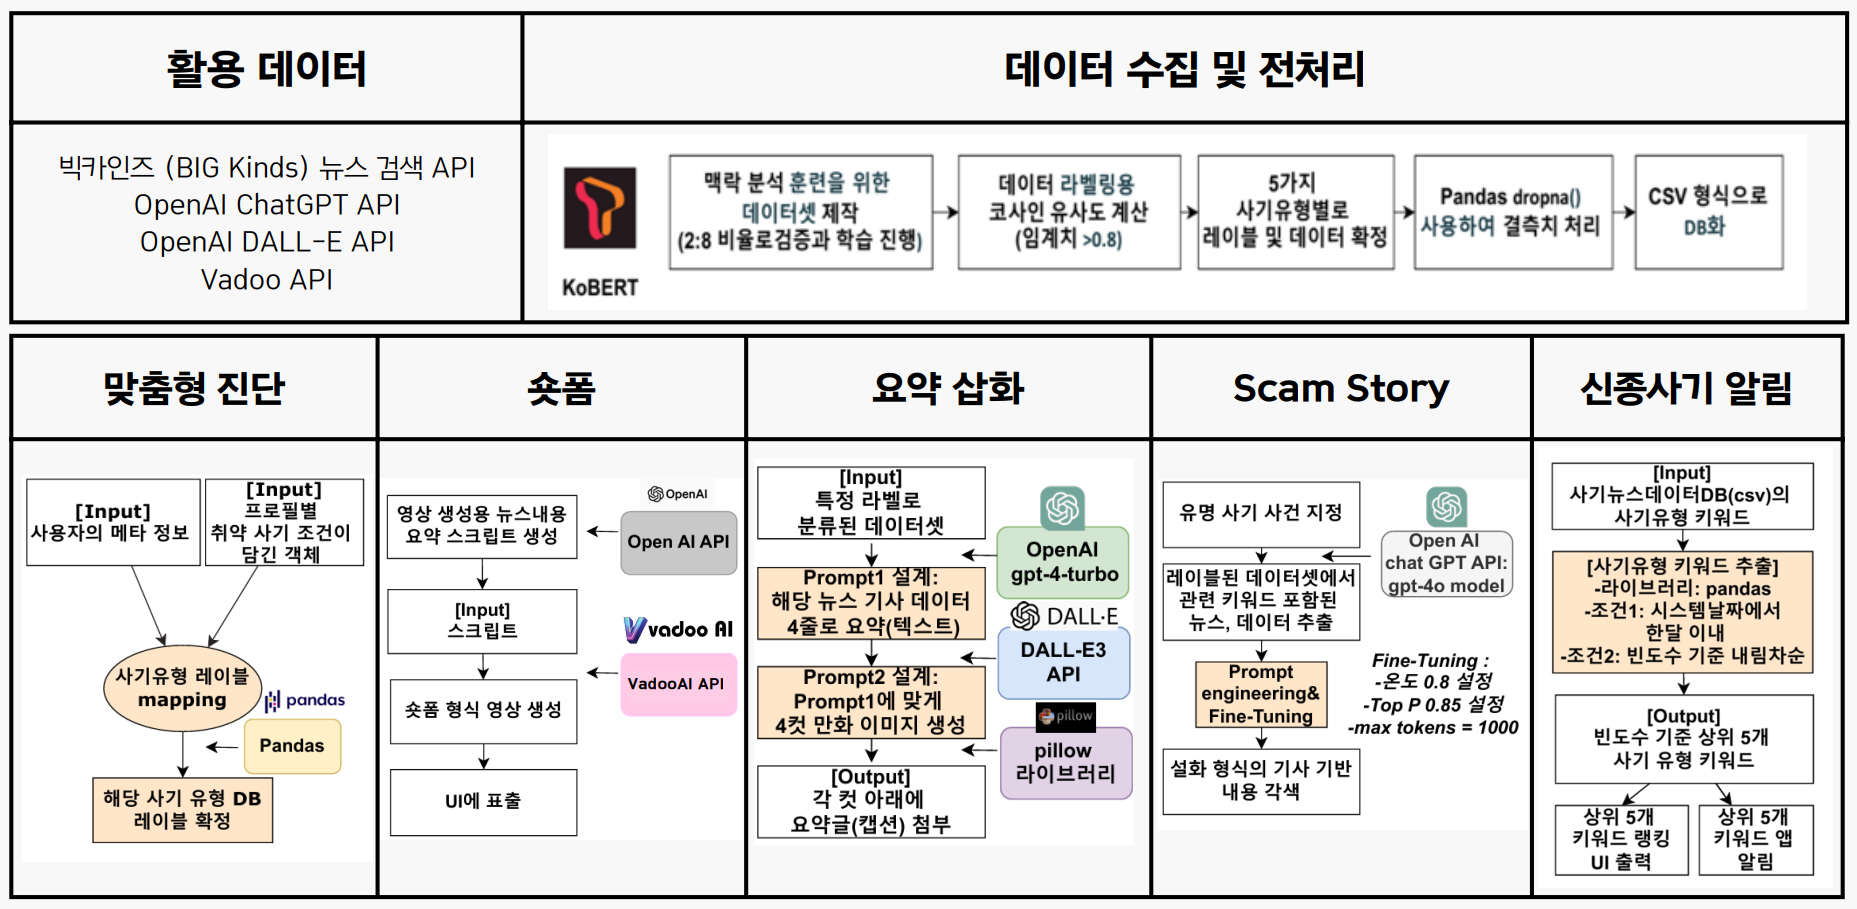 활용 데이터
데이터 수집 및 전처리
빅카인즈 (BIG Kinds) 뉴스 검색 API
OpenAI ChatGPT API
OpenAI DALL-E API
Vadoo API
KoBERT
맥락 분석 훈련을 위한
데이터셋 제작
(2:8 비율로검증과 학습 진행)
데이터 라벨링용
코사인 유사도 계산
(임계치 >0.8)
5가지
사기유형별로
레이블 및 데이터 확정
Pandas dropna()
사용하여 결측치 처리
CSV 형식으로
DB화
맞춤형 진단
숏폼
요약 삽화
Scam Story
신종사기 알림
[Input]
사용자의 메타 정보
[Input]
프로필별
취약 사기 조건이
담긴 객체
사기유형 레이블
mapping
pandas
Pandas
해당 사기 유형 DB
레이블 확정
영상 생성용 뉴스내용
요약 스크립트 생성
OpenAI
Open AI API
[Input]
스크립트
vadoo AI
VadooAI API
숏폼 형식 영상 생성
UI에 표출
[Input]
특정 라벨로
분류된 데이터셋
OpenAI
gpt-4-turbo
Prompt1 설계:
해당 뉴스 기사 데이터
4줄로 요약(텍스트)
DALL·E
DALL-E3
API
Prompt2 설계:
Prompt1에 맞게
4컷 만화 이미지 생성
pillow
pillow
라이브러리
[Output]
각 컷 아래에
요약글(캡션) 첨부
유명 사기 사건 지정
Open AI
chat GPT API:
gpt-4o model
레이블된 데이터셋에서
관련 키워드 포함된
뉴스, 데이터 추출
Prompt
engineering&
Fine-Tuning
Fine-Tuning :
-온도 0.8 설정
-Top P 0.85 설정
-max tokens = 1000
설화 형식의 기사 기반
내용 각색
[Input]
사기뉴스데이터DB(csv)의
사기유형 키워드
[사기유형 키워드 추출]
-라이브러리: pandas
-조건1: 시스템날짜에서
한달 이내
-조건2: 빈도수 기준 내림차순
[Output]
빈도수 기준 상위 5개
사기 유형 키워드
상위 5개
키워드 랭킹
UI 출력
상위 5개
키워드 앱
알림